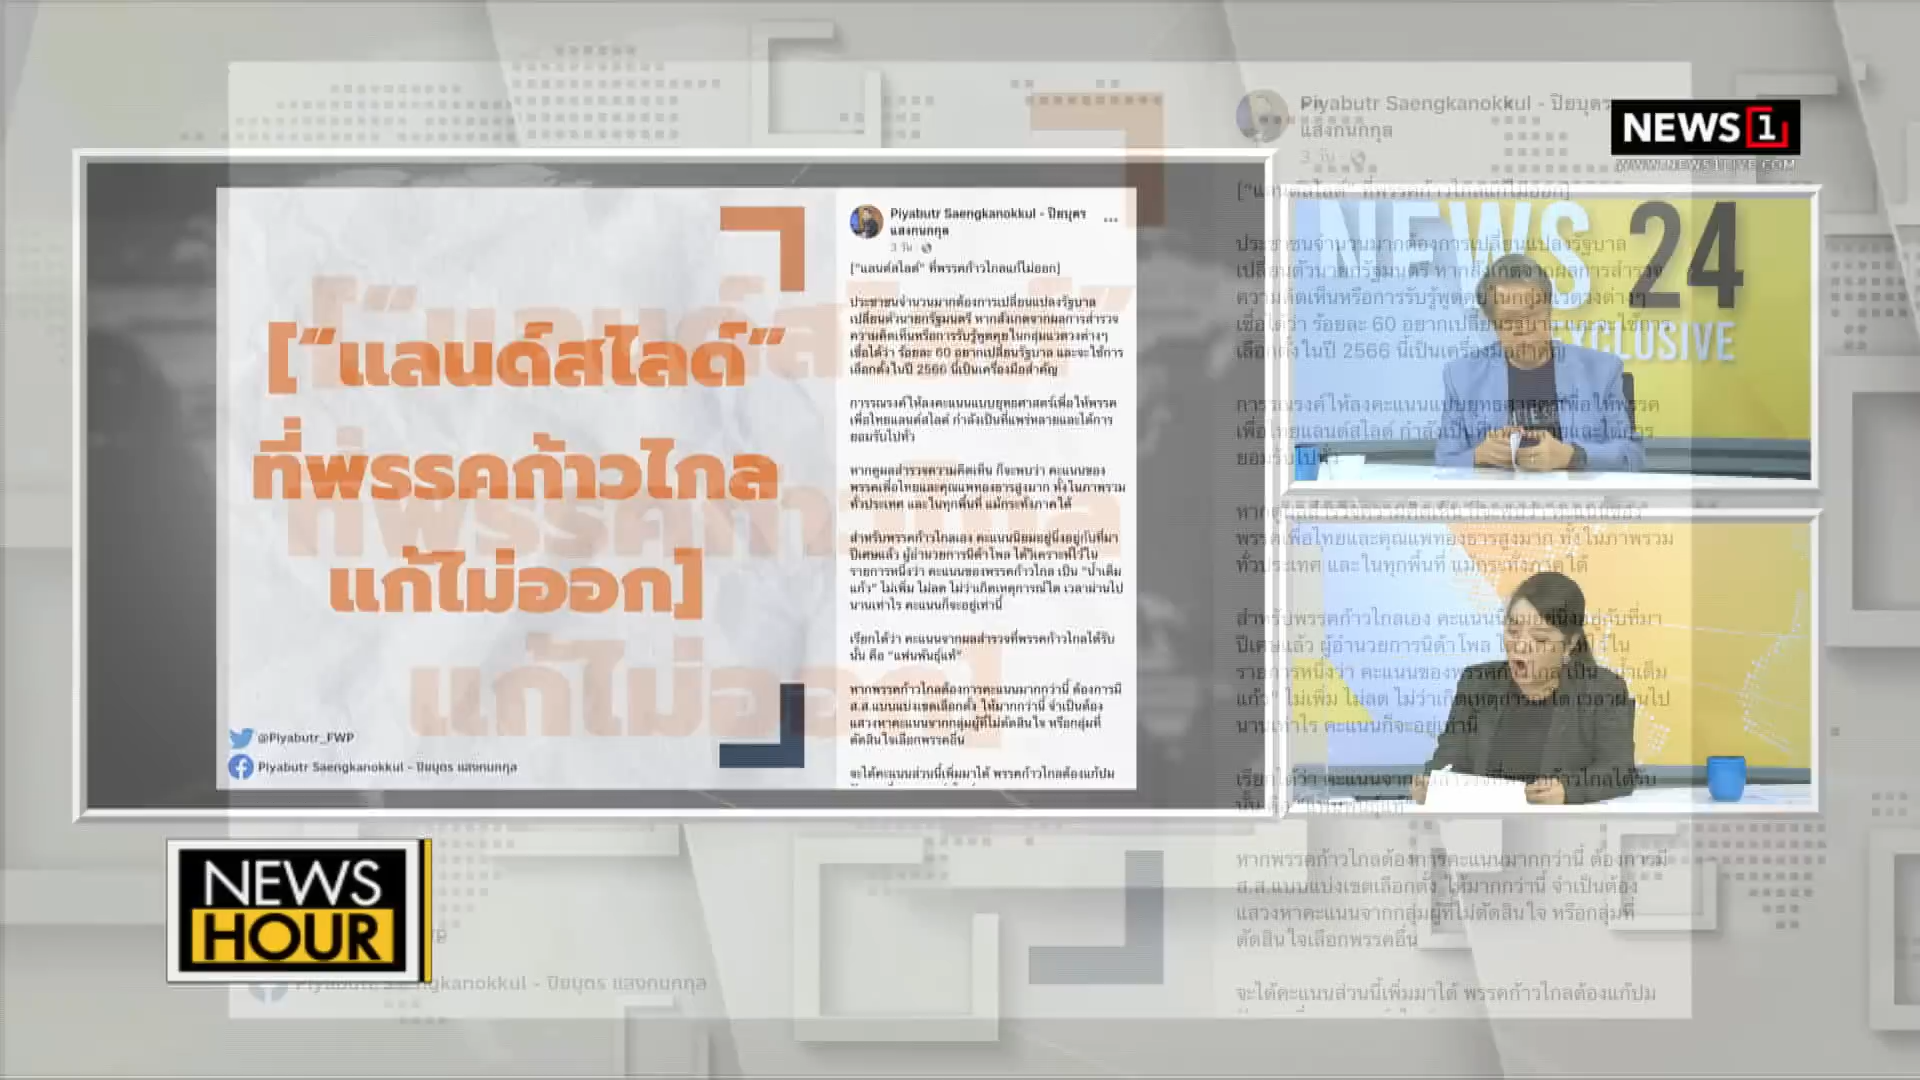 NEWS 1
WWW.NEWS1LIVE.COM
["แลนด์สไลด์"
ที่พรรคก้าวไกล
แก้ไม่ออก]
@Piyabutr_FWP
Piyabutr Saengkanokkul - ปิยบุตร แสงกนกกุล
Piyabutr Saengkanokkul - ปิยบุตร
แสงกนกกุล
3 วัน
["แลนด์สไลด์" ที่พรรคก้าวไกลแก้ไม่ออก]
ประชาชนจำนวนมากต้องการเปลี่ยนแปลงรัฐบาล
เปลี่ยนตัวนายกรัฐมนตรี หากสังเกตจากผลการสำรวจ
ความคิดเห็นหรือการรับรู้พูดคุยในกลุ่มแวดวงต่างๆ
เชื่อได้ว่า ร้อยละ 60 อยากเปลี่ยนรัฐบาล และจะใช้การ
เลือกตั้งในปี 2566 นี้เป็นเครื่องมือสำคัญ
การรณรงค์ให้ลงคะแนนแบบยุทธศาสตร์เพื่อให้พรรค
เพื่อไทยแลนด์สไลด์ กำลังเป็นที่แพร่หลายและได้การ
ยอมรับไปทั่ว
หากดูผลสำรวจความคิดเห็น ก็จะพบว่า คะแนนของ
พรรคเพื่อไทยและคุณแพทองธารสูงมาก ทั้งในภาพรวม
ทั่วประเทศ และในทุกพื้นที่ แม้กระทั่งภาคใต้
สำหรับพรรคก้าวไกลเอง คะแนนนิยมอยู่นิ่งอยู่กับที่มา
ปีเศษแล้ว ผู้อำนวยการนิด้าโพล ได้วิเคราะห์ไว้ใน
รายการหนึ่งว่า คะแนนของพรรคก้าวไกล เป็น "น้ำเต็ม
แก้ว" ไม่เพิ่ม ไม่ลด ไม่ว่าเกิดเหตุการณ์ใด เวลาผ่านไป
นานเท่าไร คะแนนก็จะอยู่เท่านี้
เรียกได้ว่า คะแนนจากผลสำรวจที่พรรคก้าวไกลได้รับ
นั้น คือ "แฟนพันธุ์แท้"
หากพรรคก้าวไกลต้องการคะแนนมากกว่านี้ ต้องการมี
ส.ส.แบบแบ่งเขตเลือกตั้ง ให้มากกว่านี้ จำเป็นต้อง
แสวงหาคะแนนจากกลุ่มผู้ที่ไม่ตัดสินใจ หรือกลุ่มที่
ตัดสินใจเลือกพรรคอื่น
จะได้คะแนนส่วนนี้เพิ่มมาได้ พรรคก้าวไกลต้องแก้ปม
NEWS 24
EXCLUSIVE
NEWS
HOUR